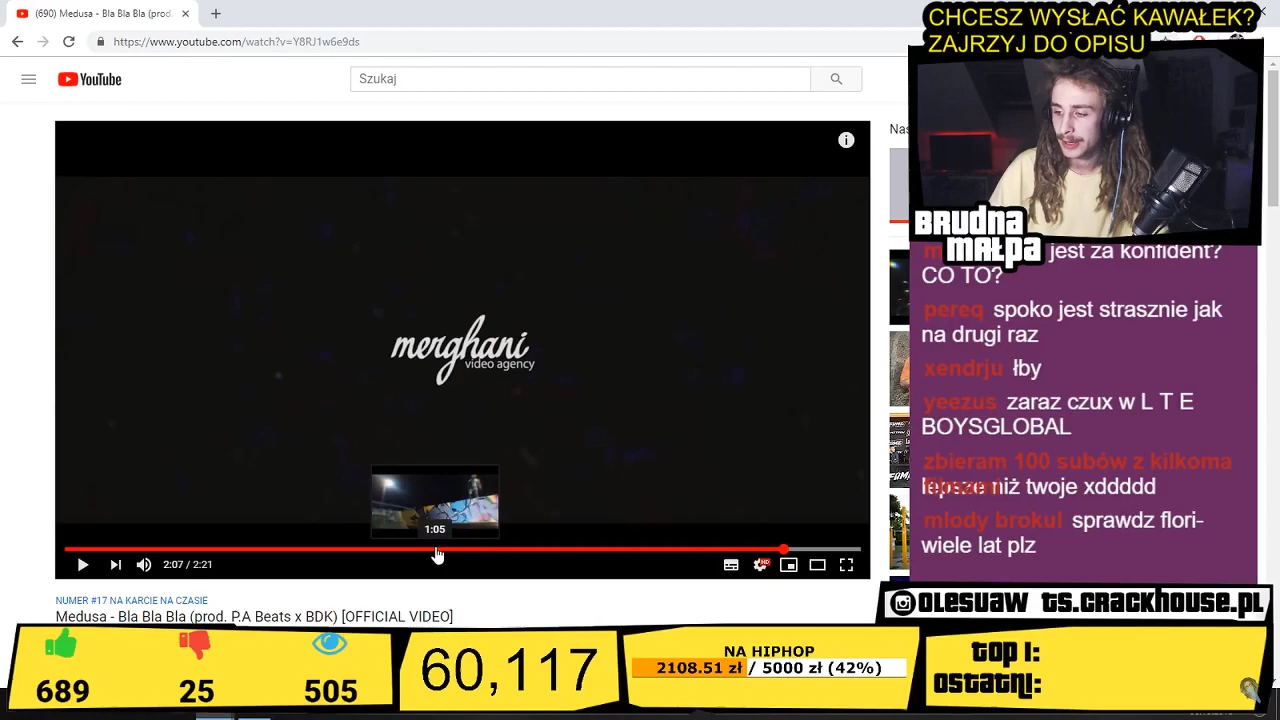 (690) Medusa - Bla Bla Bla (prod.
https://www.youtube.com/watch?v=Y8RJ1w6e9ds
YouTube
Szukaj
CHCESZ WYSŁAĆ KAWAŁEK?
ZAJRZYJ DO OPISU
Nas
merghani
video agency
1:05
2:07 / 2:21
HD
NUMER #17 NA KARCIE NA CZASIE
Medusa - Bla Bla Bla (prod. P.A Beats x BDK) [OFFICIAL VIDEO]
BRUDNA
MAŁPA
jest za konfident?
CO TO?
pereq spoko jest strasznie jak
na drugi raz
xendrju łby
yeezus zaraz czux w L T E
BOYSGLOBAL
zbieram 100 subów z kilkoma
niż twoje xddddd
mlody brokul sprawdz flori-
wiele lat plz
OLESUAW TS.CRACKHOUSE.PL
689
25
505
60,117
NA HIPHOP
2108.51 zł / 5000 zł (42%)
TOP 1:
OSTATNI: